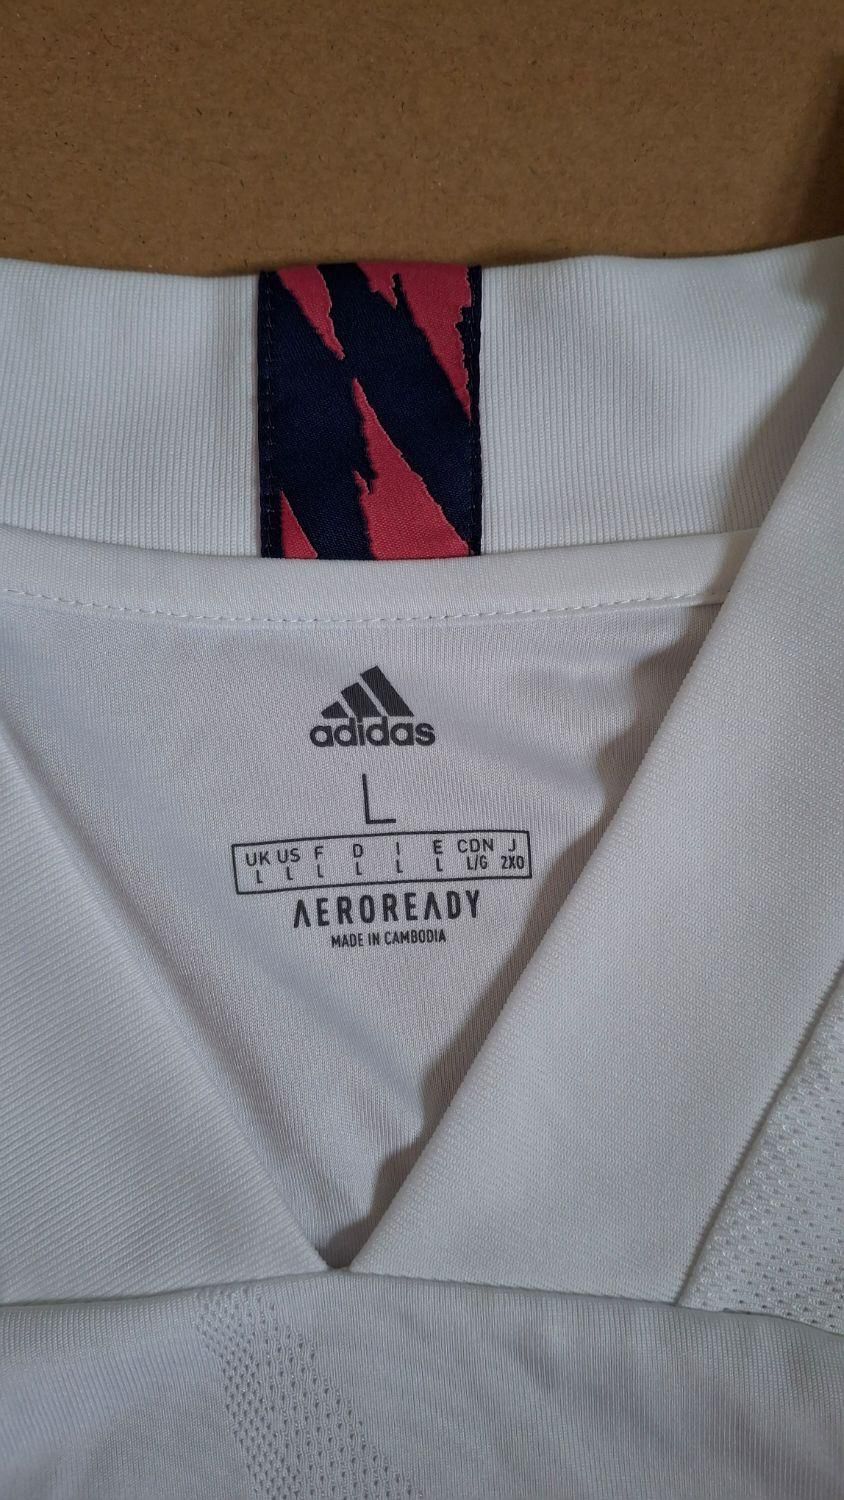 adidas
L
UK US F D I E CDN J
L L L L L L L/G 2XO
AEROREADY
MADE IN CAMBODIA